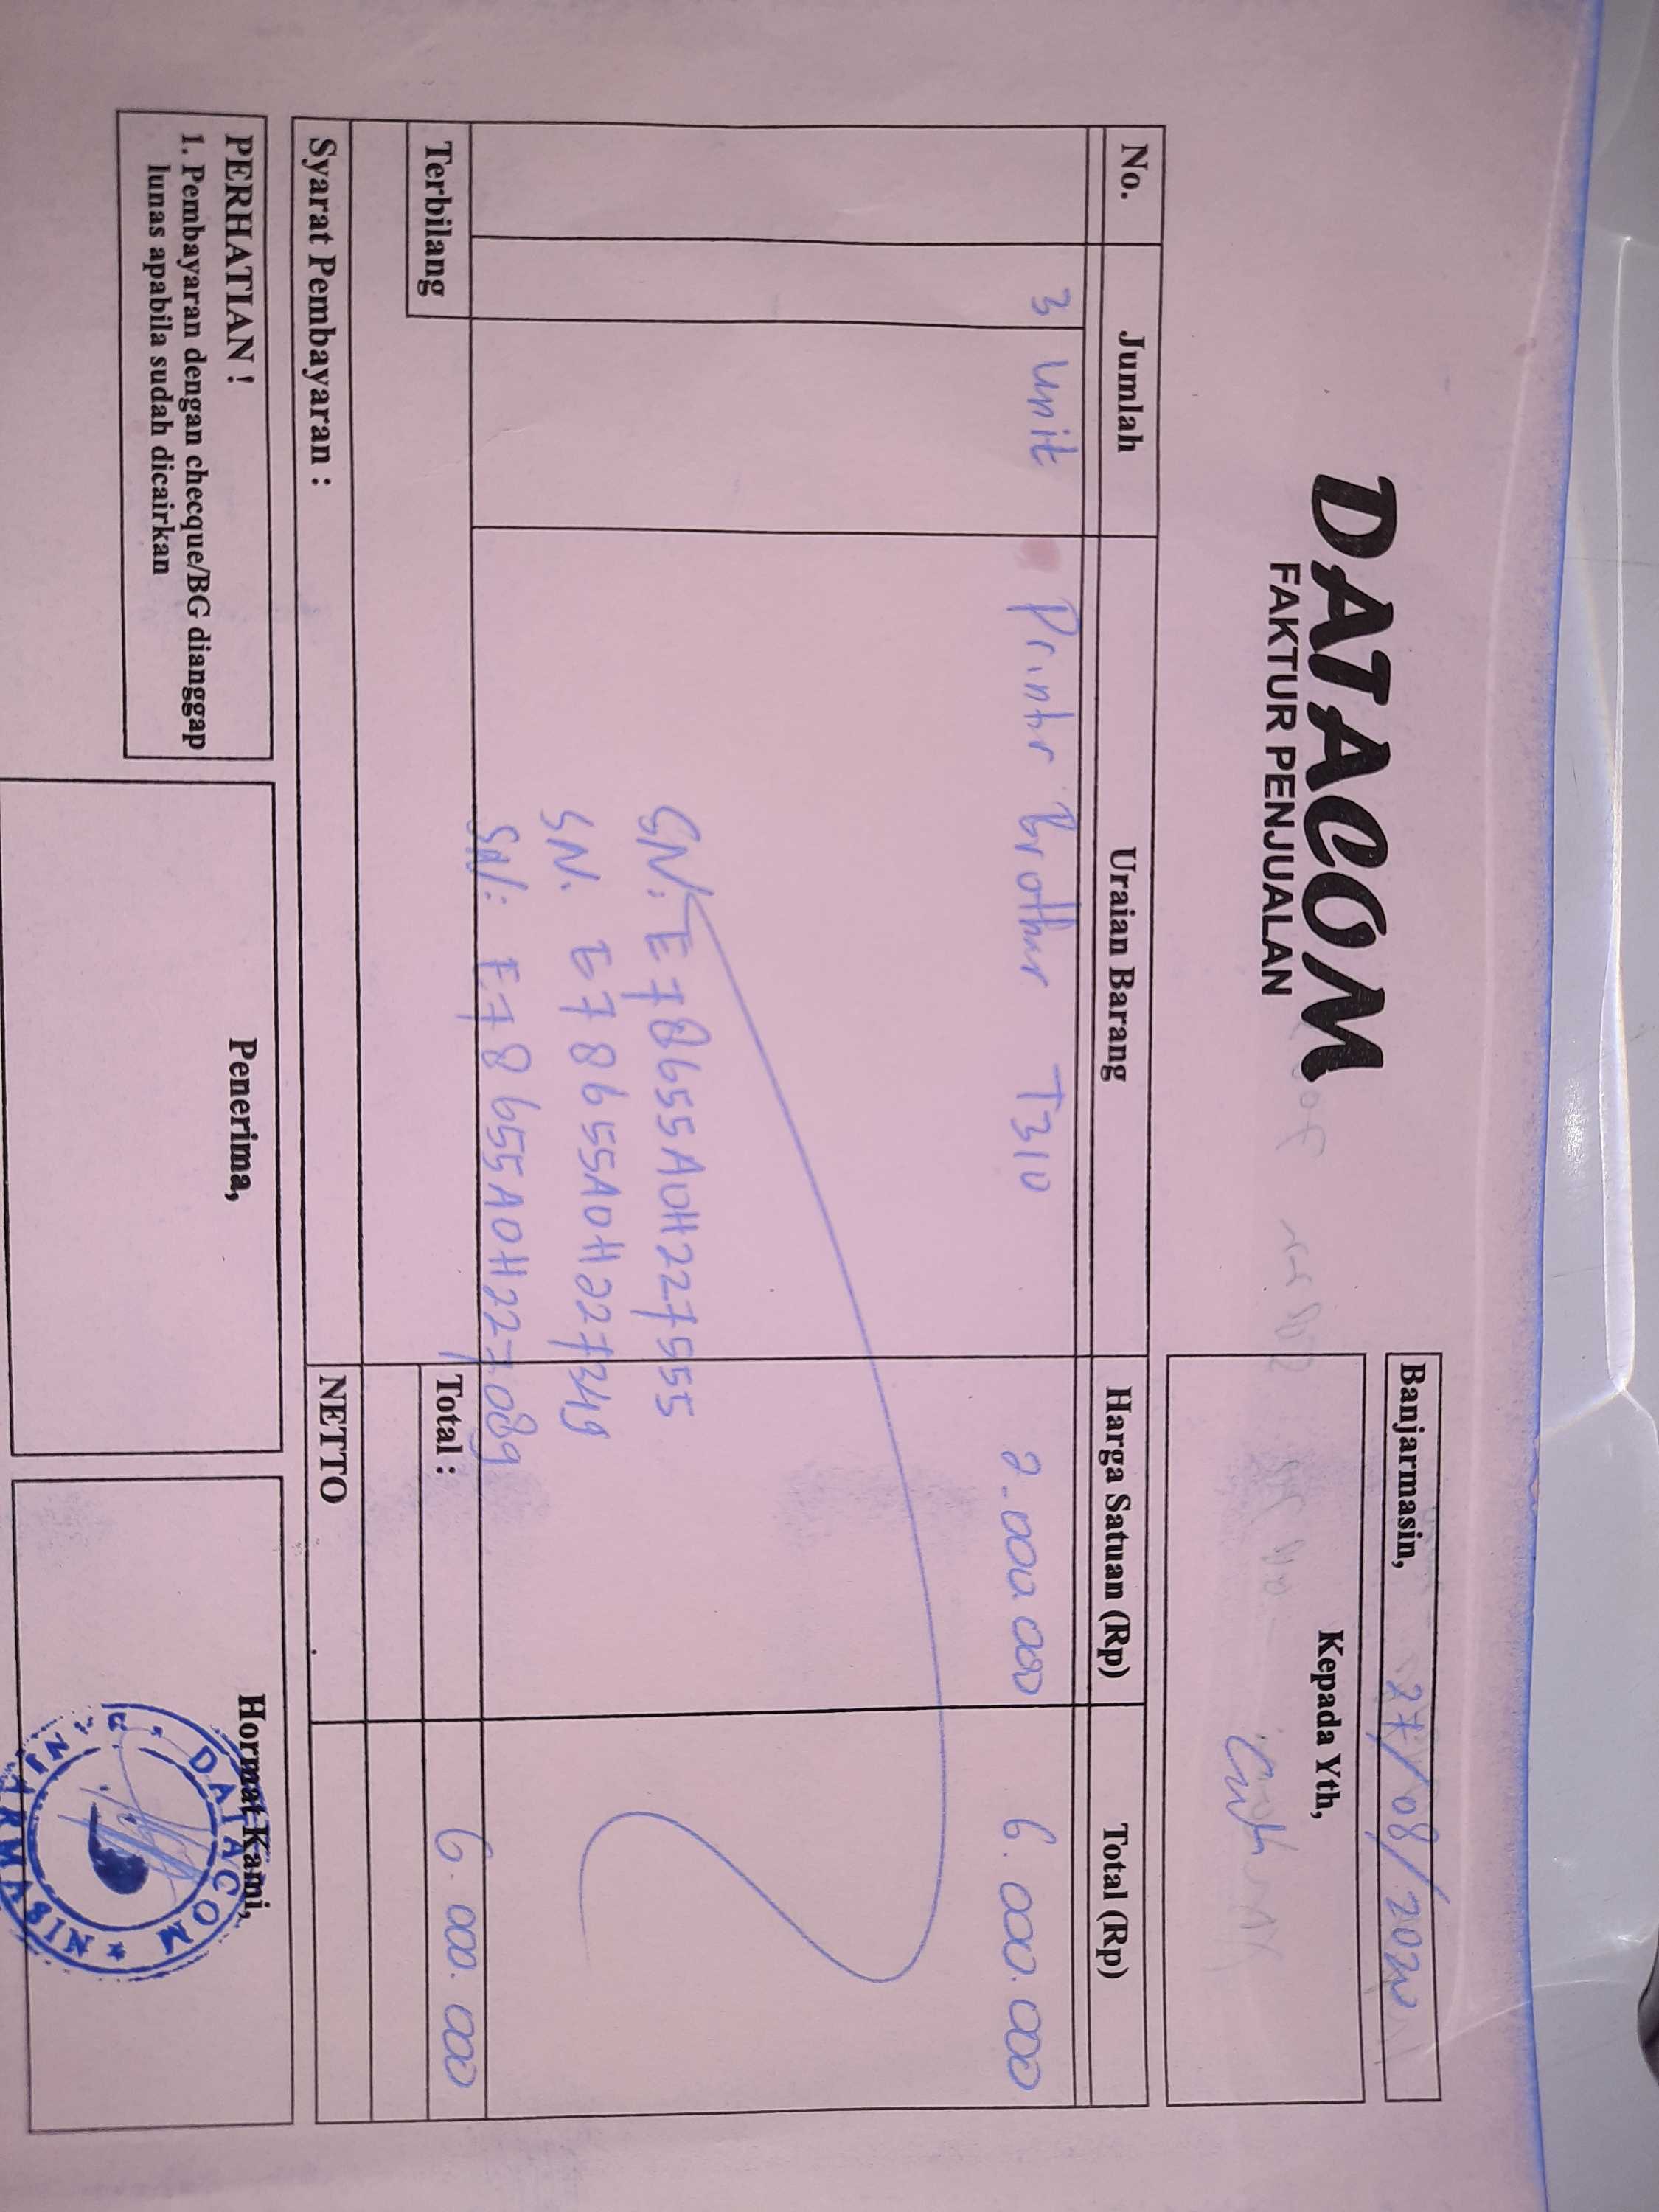 DATACOM
FAKTUR PENJUALAN
Banjarmasin, 27/08/2020
Kepada Yth,
No. Jumlah Uraian Barang Harga Satuan (Rp) Total (Rp)
3 unit Printer Brother T310 2.000.000 6.000.000
SN: E78655A0H227555
SN. E78655A0H227349
SN: E78655A0H227089
Terbilang Total : 6.000.000
Syarat Pembayaran : NETTO
PERHATIAN !
1. Pembayaran dengan checque/BG dianggap
lunas apabila sudah dicairkan
Penerima,
Hormat Kami,
DATACOM